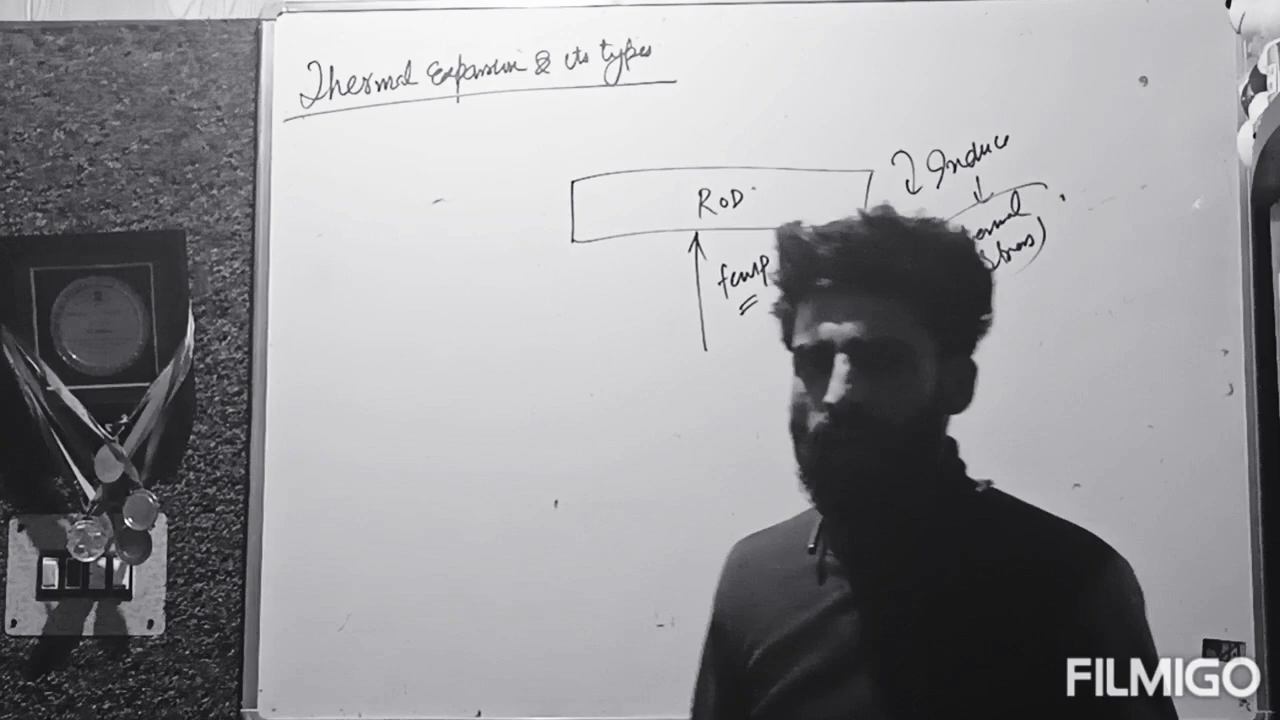 Thermal Expansion & its types
ROD
Induce
temp
FILMIGO